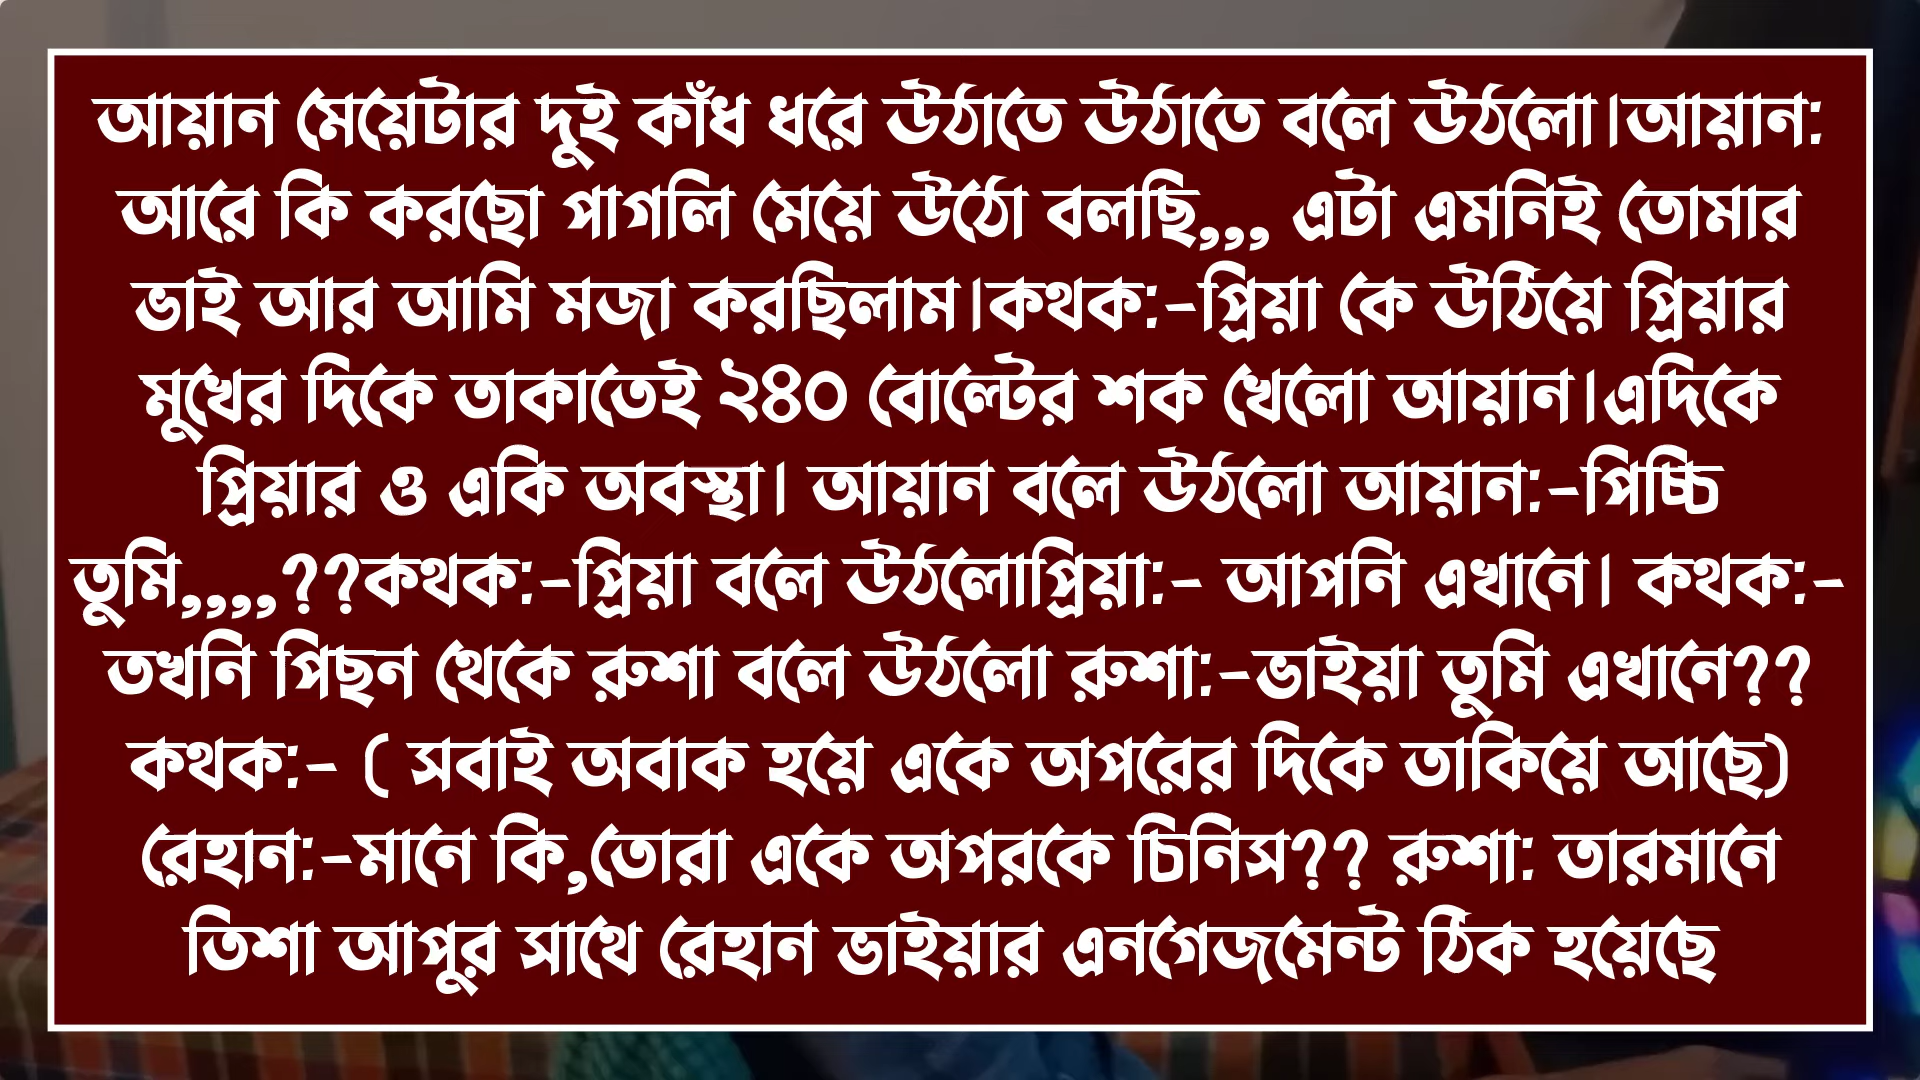 আয়ান মেয়েটার দুই কাঁধ ধরে উঠাতে উঠাতে বলে উঠলো।আয়ান:
আরে কি করছো পাগলি মেয়ে উঠো বলছি,,, এটা এমনিই তোমার
ভাই আর আমি মজা করছিলাম।কথক:-প্রিয়া কে উঠিয়ে প্রিয়ার
মুখের দিকে তাকাতেই ২৪০ বোল্টের শক খেলো আয়ান।এদিকে
প্রিয়ার ও একি অবস্থা। আয়ান বলে উঠলো আয়ান:-পিচ্চি
তুমি,,,,??কথক:-প্রিয়া বলে উঠলোপ্রিয়া:- আপনি এখানে। কথক:-
তখনি পিছন থেকে রুশা বলে উঠলো রুশা:-ভাইয়া তুমি এখানে??
কথক:- ( সবাই অবাক হয়ে একে অপরের দিকে তাকিয়ে আছে)
রেহান:-মানে কি,তোরা একে অপরকে চিনিস?? রুশা: তারমানে
তিশা আপুর সাথে রেহান ভাইয়ার এনগেজমেন্ট ঠিক হয়েছে